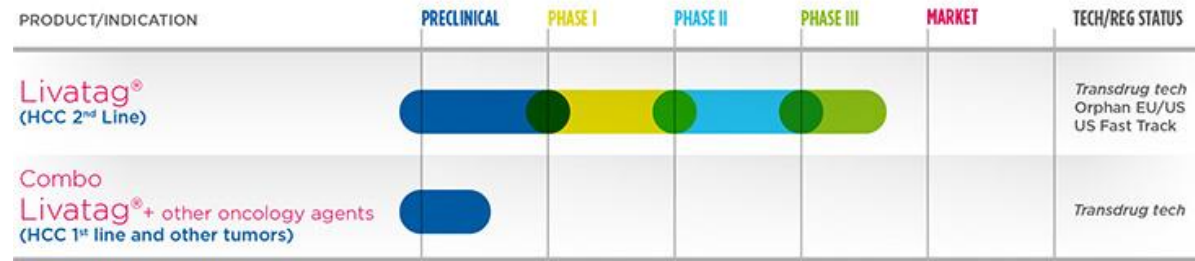 PRODUCT/INDICATION PRECLINICAL PHASE I PHASE II PHASE III MARKET TECH/REG STATUS
Livatag®
(HCC 2nd Line)
Transdrug tech
Orphan EU/US
US Fast Track
Combo
Livatag®+ other oncology agents
(HCC 1st line and other tumors)
Transdrug tech